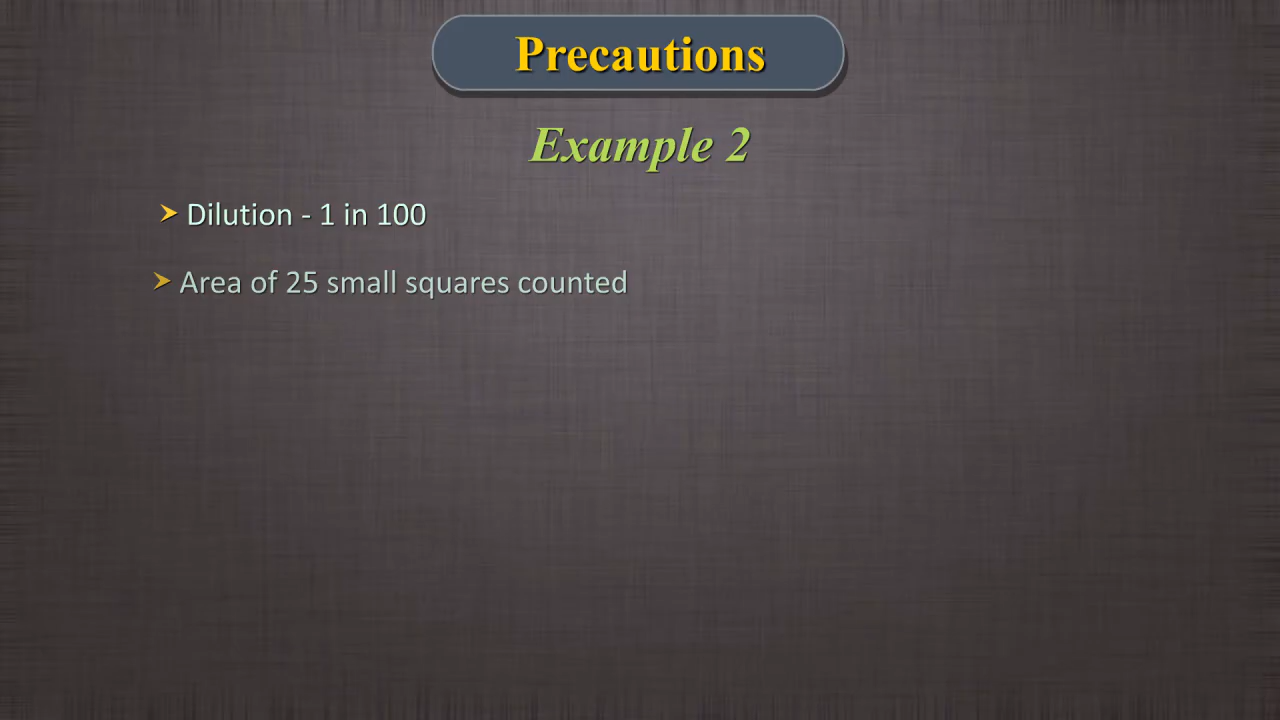 Precautions
Example 2
➤ Dilution - 1 in 100
➤ Area of 25 small squares counted